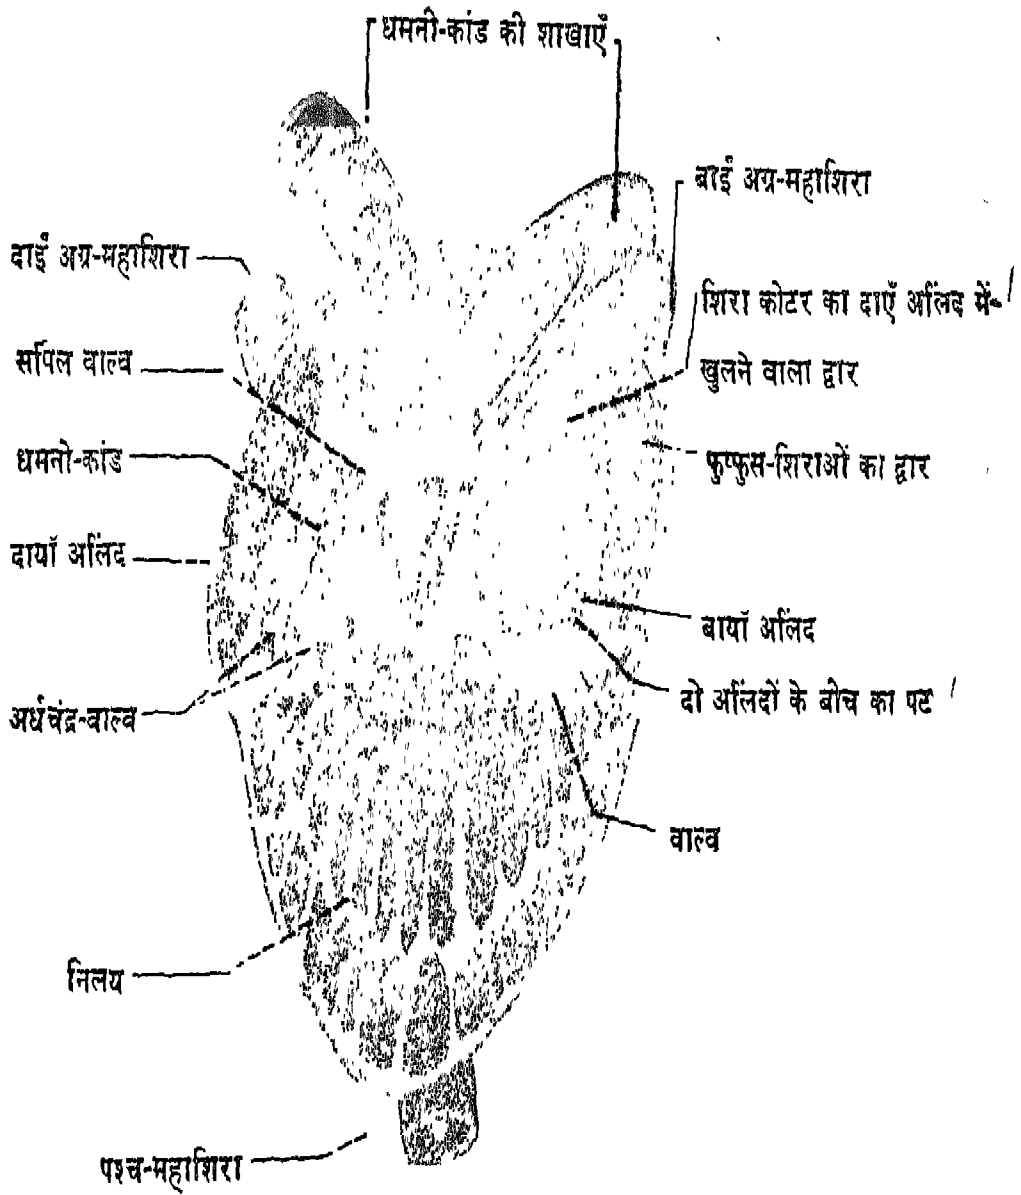 धमनी-कांड की शाखाएँ
बाईं अग्र-महाशिरा
दाईं अग्र-महाशिरा
शिरा कोटर का दाएँ अलिंद में-
खुलने वाला द्वार
सर्पिल वाल्व
धमनी-कांड
फुप्फुस-शिराओं का द्वार
दायाँ अलिंद
बायाँ अलिंद
दो अलिंदों के बीच का पट
अर्धचंद्र-वाल्व
वाल्व
निलय
पश्च-महाशिरा